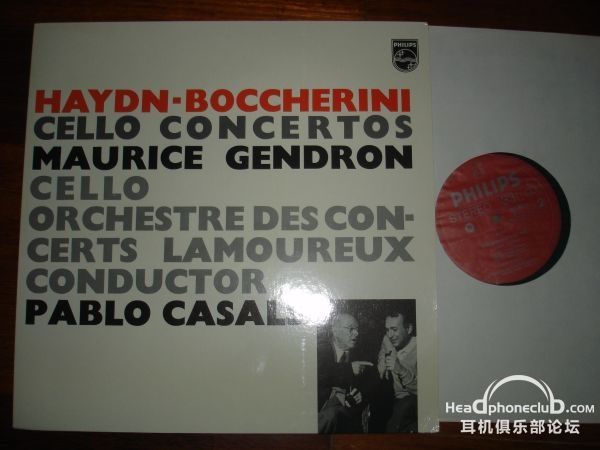 PHILIPS
HAYDN-BOCCHERINI
CELLO CONCERTOS
MAURICE GENDRON
CELLO
ORCHESTRE DES CON-
CERTS LAMOUREUX
CONDUCTOR
PABLO CASALS
PHILIPS
STEREO
HeadphonecluB.com
耳机俱乐部论坛